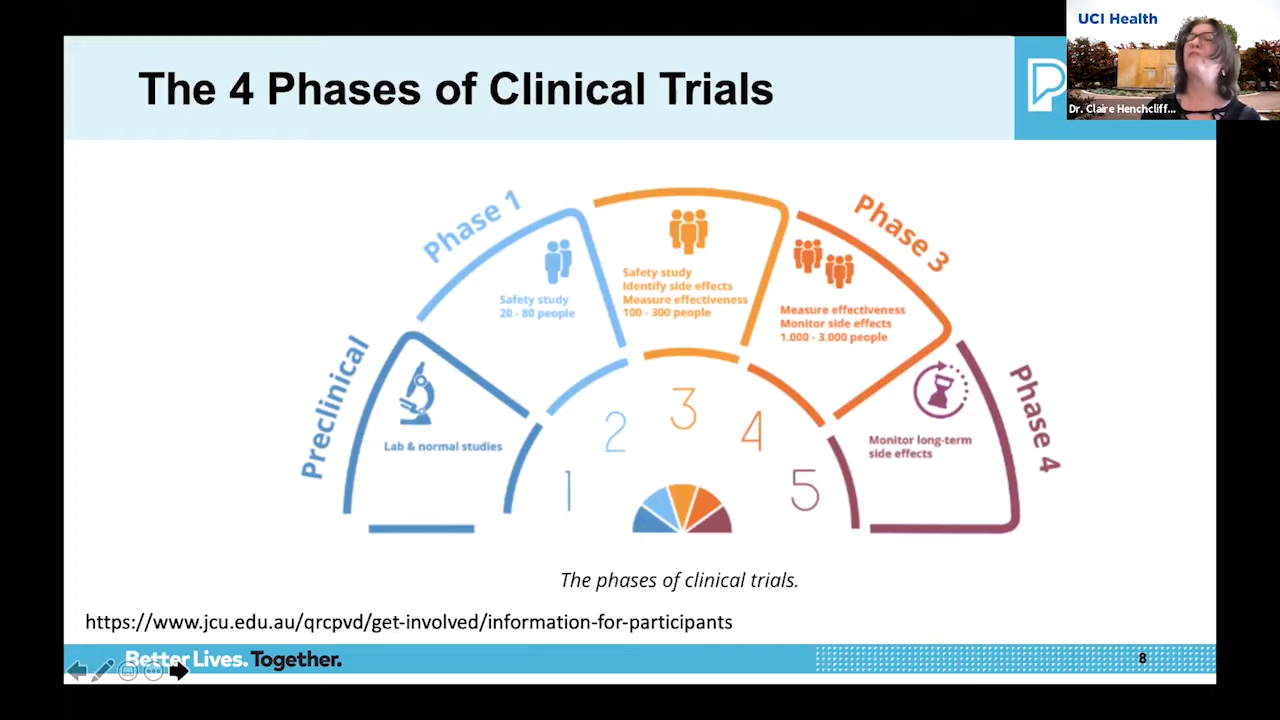 UCI Health
Dr. Claire Henchcliff...
The 4 Phases of Clinical Trials
P
Preclinical
Lab & normal studies
Phase 1
Safety study
20 - 80 people
Safety study
Identify side effects
Measure effectiveness
100 - 300 people
Phase 3
Measure effectiveness
Monitor side effects
1.000 - 3.000 people
Phase 4
Monitor long-term
side effects
1
2
3
4
5
The phases of clinical trials.
https://www.jcu.edu.au/qrcpvd/get-involved/information-for-participants
Better Lives. Together.
8